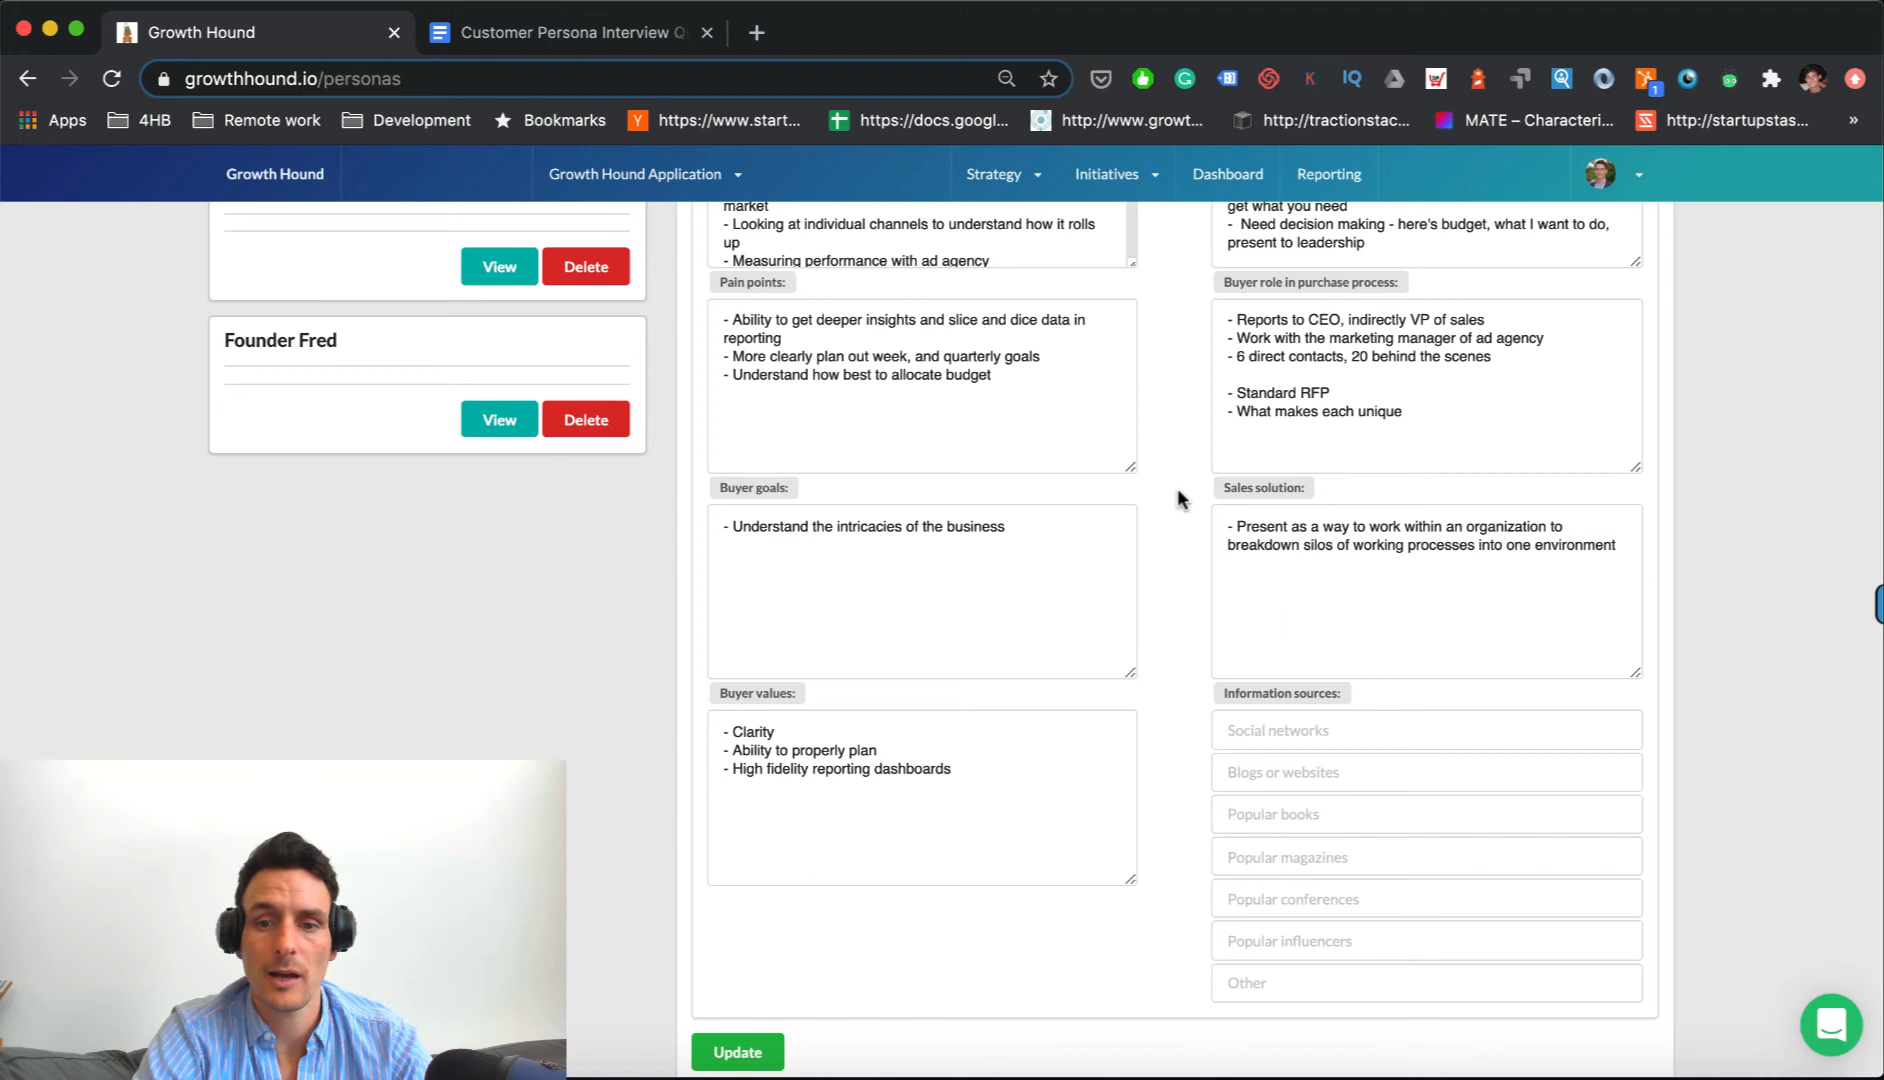 Growth Hound
Customer Persona Interview Q
growthhound.io/personas
K
IQ
1
Apps
4HB
Remote work
Development
Bookmarks
Y
https://www.start...
https://docs.googl...
http://www.growt...
http://tractionstac...
MATE – Characteri...
http://startupstas...
»
Growth Hound
Growth Hound Application
Strategy
Initiatives
Dashboard
Reporting
View
Delete
Founder Fred
View
Delete
market
- Looking at individual channels to understand how it rolls
up
- Measuring performance with ad agency
get what you need
- Need decision making - here's budget, what I want to do,
present to leadership
Pain points:
- Ability to get deeper insights and slice and dice data in
reporting
- More clearly plan out week, and quarterly goals
- Understand how best to allocate budget
Buyer role in purchase process:
- Reports to CEO, indirectly VP of sales
- Work with the marketing manager of ad agency
- 6 direct contacts, 20 behind the scenes
- Standard RFP
- What makes each unique
Buyer goals:
- Understand the intricacies of the business
Sales solution:
- Present as a way to work within an organization to
breakdown silos of working processes into one environment
Buyer values:
- Clarity
- Ability to properly plan
- High fidelity reporting dashboards
Information sources:
Social networks
Blogs or websites
Popular books
Popular magazines
Popular conferences
Popular influencers
Other
Update